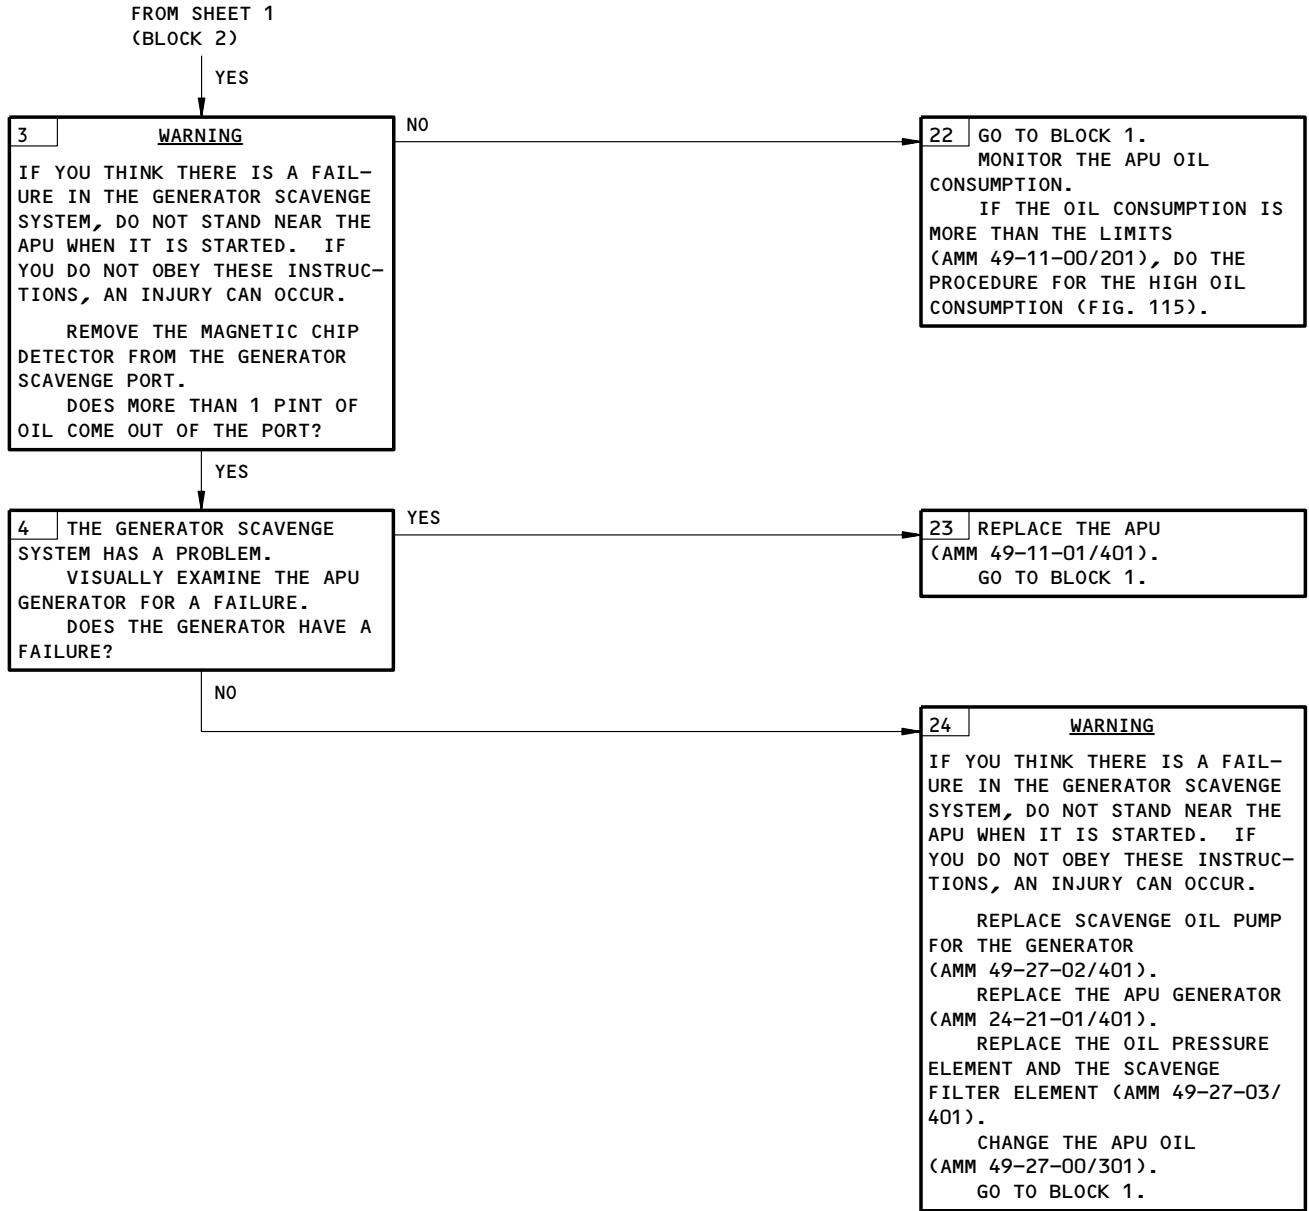 FROM SHEET 1
(BLOCK 2)
YES
3 WARNING
IF YOU THINK THERE IS A FAIL-
URE IN THE GENERATOR SCAVENGE
SYSTEM, DO NOT STAND NEAR THE
APU WHEN IT IS STARTED. IF
YOU DO NOT OBEY THESE INSTRUC-
TIONS, AN INJURY CAN OCCUR.
REMOVE THE MAGNETIC CHIP
DETECTOR FROM THE GENERATOR
SCAVENGE PORT.
DOES MORE THAN 1 PINT OF
OIL COME OUT OF THE PORT?
NO
22 GO TO BLOCK 1.
MONITOR THE APU OIL
CONSUMPTION.
IF THE OIL CONSUMPTION IS
MORE THAN THE LIMITS
(AMM 49-11-00/201), DO THE
PROCEDURE FOR THE HIGH OIL
CONSUMPTION (FIG. 115).
YES
4 THE GENERATOR SCAVENGE
SYSTEM HAS A PROBLEM.
VISUALLY EXAMINE THE APU
GENERATOR FOR A FAILURE.
DOES THE GENERATOR HAVE A
FAILURE?
YES
23 REPLACE THE APU
(AMM 49-11-01/401).
GO TO BLOCK 1.
NO
24 WARNING
IF YOU THINK THERE IS A FAIL-
URE IN THE GENERATOR SCAVENGE
SYSTEM, DO NOT STAND NEAR THE
APU WHEN IT IS STARTED. IF
YOU DO NOT OBEY THESE INSTRUC-
TIONS, AN INJURY CAN OCCUR.
REPLACE SCAVENGE OIL PUMP
FOR THE GENERATOR
(AMM 49-27-02/401).
REPLACE THE APU GENERATOR
(AMM 24-21-01/401).
REPLACE THE OIL PRESSURE
ELEMENT AND THE SCAVENGE
FILTER ELEMENT (AMM 49-27-03/
401).
CHANGE THE APU OIL
(AMM 49-27-00/301).
GO TO BLOCK 1.